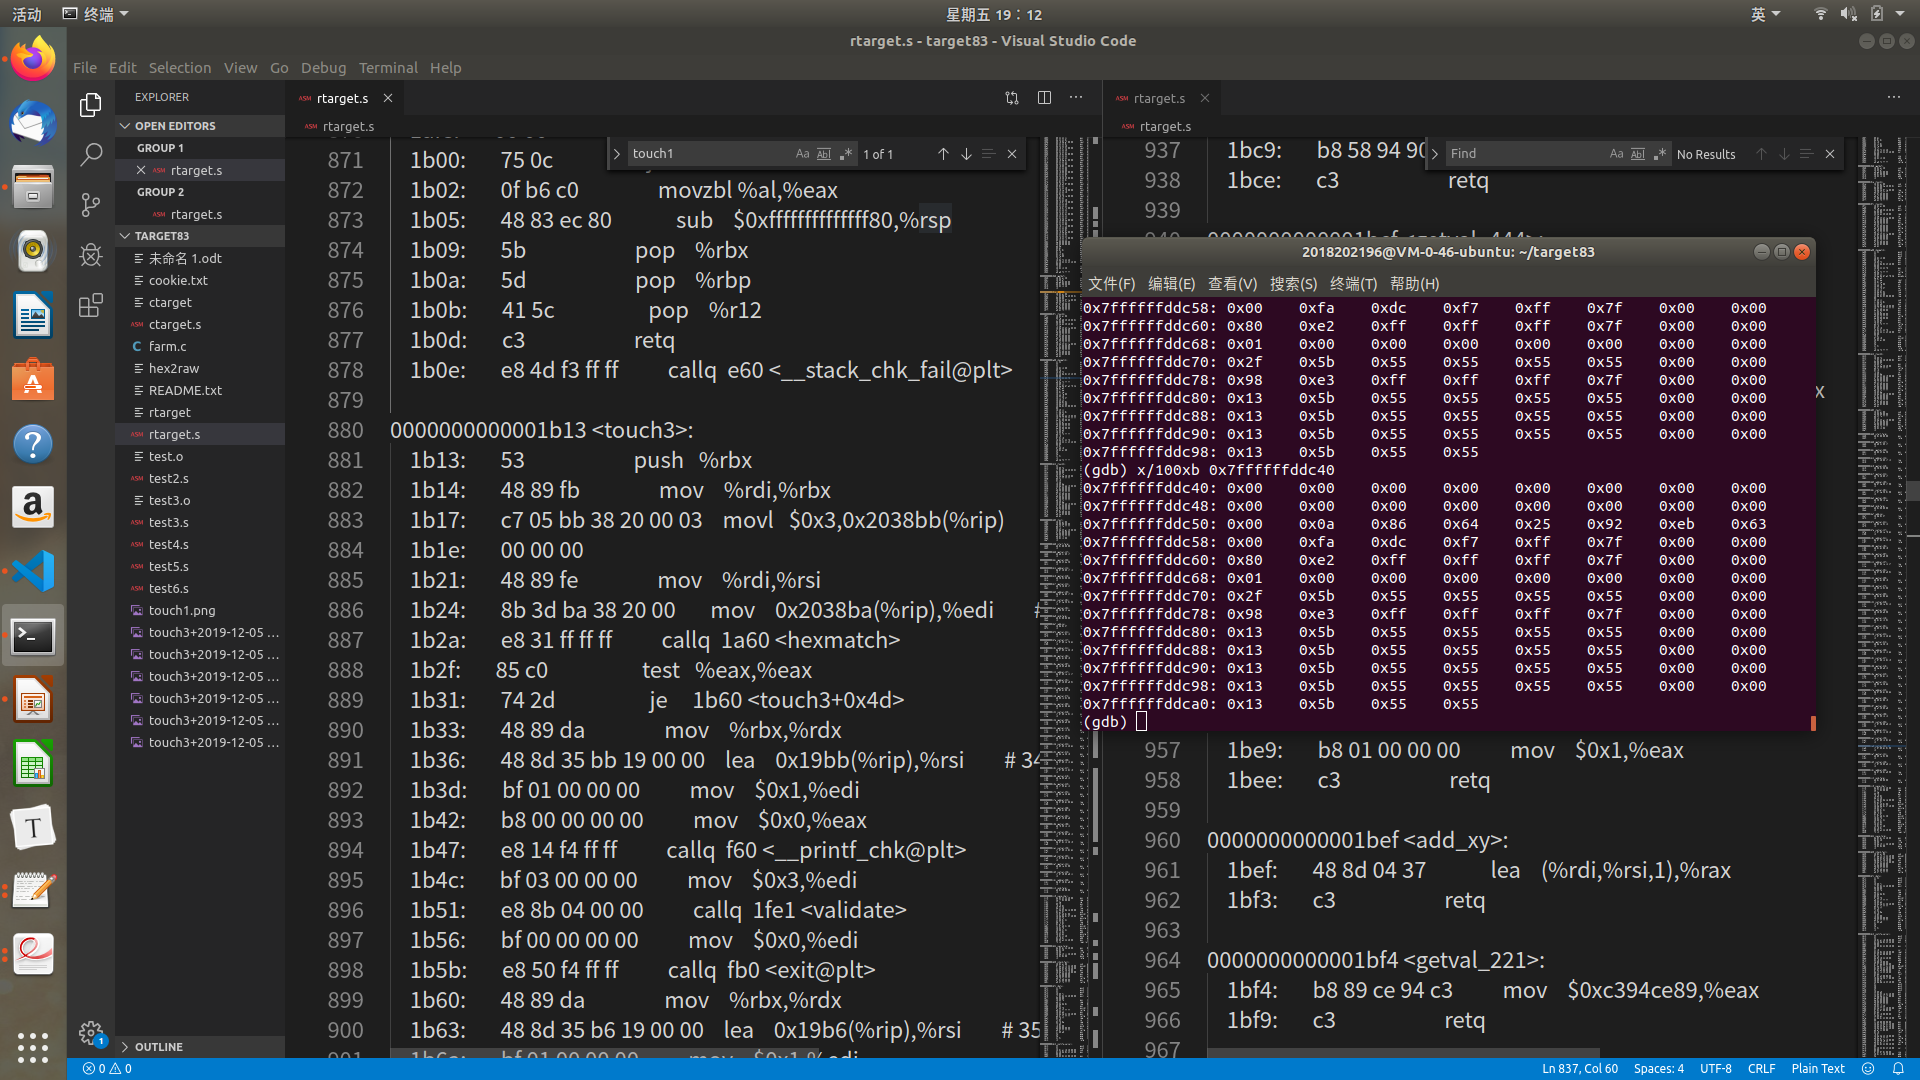 活动 终端 星期五 19：12 英
rtarget.s - target83 - Visual Studio Code
File Edit Selection View Go Debug Terminal Help
EXPLORER
OPEN EDITORS
GROUP 1
rtarget.s
GROUP 2
rtarget.s
TARGET83
未命名 1.odt
cookie.txt
ctarget
ctarget.s
farm.c
hex2raw
README.txt
rtarget
rtarget.s
test.o
test2.s
test3.o
test3.s
test4.s
test5.s
test6.s
touch1.png
touch3+2019-12-05 ...
touch3+2019-12-05 ...
touch3+2019-12-05 ...
touch3+2019-12-05 ...
touch3+2019-12-05 ...
touch3+2019-12-05 ...
OUTLINE
rtarget.s
rtarget.s
touch1 Aa Abl .* 1 of 1
871 1b00: 75 0c
872 1b02: 0f b6 c0 movzbl %al,%eax
873 1b05: 48 83 ec 80 sub $0xffffffffffffff80,%rsp
874 1b09: 5b pop %rbx
875 1b0a: 5d pop %rbp
876 1b0b: 41 5c pop %r12
877 1b0d: c3 retq
878 1b0e: e8 4d f3 ff ff callq e60 <__stack_chk_fail@plt>
879
880 0000000000001b13 <touch3>:
881 1b13: 53 push %rbx
882 1b14: 48 89 fb mov %rdi,%rbx
883 1b17: c7 05 bb 38 20 00 03 movl $0x3,0x2038bb(%rip)
884 1b1e: 00 00 00
885 1b21: 48 89 fe mov %rdi,%rsi
886 1b24: 8b 3d ba 38 20 00 mov 0x2038ba(%rip),%edi #
887 1b2a: e8 31 ff ff ff callq 1a60 <hexmatch>
888 1b2f: 85 c0 test %eax,%eax
889 1b31: 74 2d je 1b60 <touch3+0x4d>
890 1b33: 48 89 da mov %rbx,%rdx
891 1b36: 48 8d 35 bb 19 00 00 lea 0x19bb(%rip),%rsi # 34
892 1b3d: bf 01 00 00 00 mov $0x1,%edi
893 1b42: b8 00 00 00 00 mov $0x0,%eax
894 1b47: e8 14 f4 ff ff callq f60 <__printf_chk@plt>
895 1b4c: bf 03 00 00 00 mov $0x3,%edi
896 1b51: e8 8b 04 00 00 callq 1fe1 <validate>
897 1b56: bf 00 00 00 00 mov $0x0,%edi
898 1b5b: e8 50 f4 ff ff callq fb0 <exit@plt>
899 1b60: 48 89 da mov %rbx,%rdx
900 1b63: 48 8d 35 b6 19 00 00 lea 0x19b6(%rip),%rsi # 35
rtarget.s
rtarget.s
Find Aa Abl .* No Results
937 1bc9: b8 58 94 90
938 1bce: c3 retq
939
2018202196@VM-0-46-ubuntu: ~/target83
文件(F) 编辑(E) 查看(V) 搜索(S) 终端(T) 帮助(H)
0x7ffffffddc58: 0x00 0xfa 0xdc 0xf7 0xff 0x7f 0x00 0x00
0x7ffffffddc60: 0x80 0xe2 0xff 0xff 0xff 0x7f 0x00 0x00
0x7ffffffddc68: 0x01 0x00 0x00 0x00 0x00 0x00 0x00 0x00
0x7ffffffddc70: 0x2f 0x5b 0x55 0x55 0x55 0x55 0x00 0x00
0x7ffffffddc78: 0x98 0xe3 0xff 0xff 0xff 0x7f 0x00 0x00
0x7ffffffddc80: 0x13 0x5b 0x55 0x55 0x55 0x55 0x00 0x00
0x7ffffffddc88: 0x13 0x5b 0x55 0x55 0x55 0x55 0x00 0x00
0x7ffffffddc90: 0x13 0x5b 0x55 0x55 0x55 0x55 0x00 0x00
0x7ffffffddc98: 0x13 0x5b 0x55 0x55
(gdb) x/100xb 0x7ffffffddc40
0x7ffffffddc40: 0x00 0x00 0x00 0x00 0x00 0x00 0x00 0x00
0x7ffffffddc48: 0x00 0x00 0x00 0x00 0x00 0x00 0x00 0x00
0x7ffffffddc50: 0x00 0x0a 0x86 0x64 0x25 0x92 0xeb 0x63
0x7ffffffddc58: 0x00 0xfa 0xdc 0xf7 0xff 0x7f 0x00 0x00
0x7ffffffddc60: 0x80 0xe2 0xff 0xff 0xff 0x7f 0x00 0x00
0x7ffffffddc68: 0x01 0x00 0x00 0x00 0x00 0x00 0x00 0x00
0x7ffffffddc70: 0x2f 0x5b 0x55 0x55 0x55 0x55 0x00 0x00
0x7ffffffddc78: 0x98 0xe3 0xff 0xff 0xff 0x7f 0x00 0x00
0x7ffffffddc80: 0x13 0x5b 0x55 0x55 0x55 0x55 0x00 0x00
0x7ffffffddc88: 0x13 0x5b 0x55 0x55 0x55 0x55 0x00 0x00
0x7ffffffddc90: 0x13 0x5b 0x55 0x55 0x55 0x55 0x00 0x00
0x7ffffffddc98: 0x13 0x5b 0x55 0x55 0x55 0x55 0x00 0x00
0x7ffffffddca0: 0x13 0x5b 0x55 0x55
(gdb)
957 1be9: b8 01 00 00 00 mov $0x1,%eax
958 1bee: c3 retq
959
960 0000000000001bef <add_xy>:
961 1bef: 48 8d 04 37 lea (%rdi,%rsi,1),%rax
962 1bf3: c3 retq
963
964 0000000000001bf4 <getval_221>:
965 1bf4: b8 89 ce 94 c3 mov $0xc394ce89,%eax
966 1bf9: c3 retq
967
0 0 Ln 837, Col 60 Spaces: 4 UTF-8 CRLF Plain Text